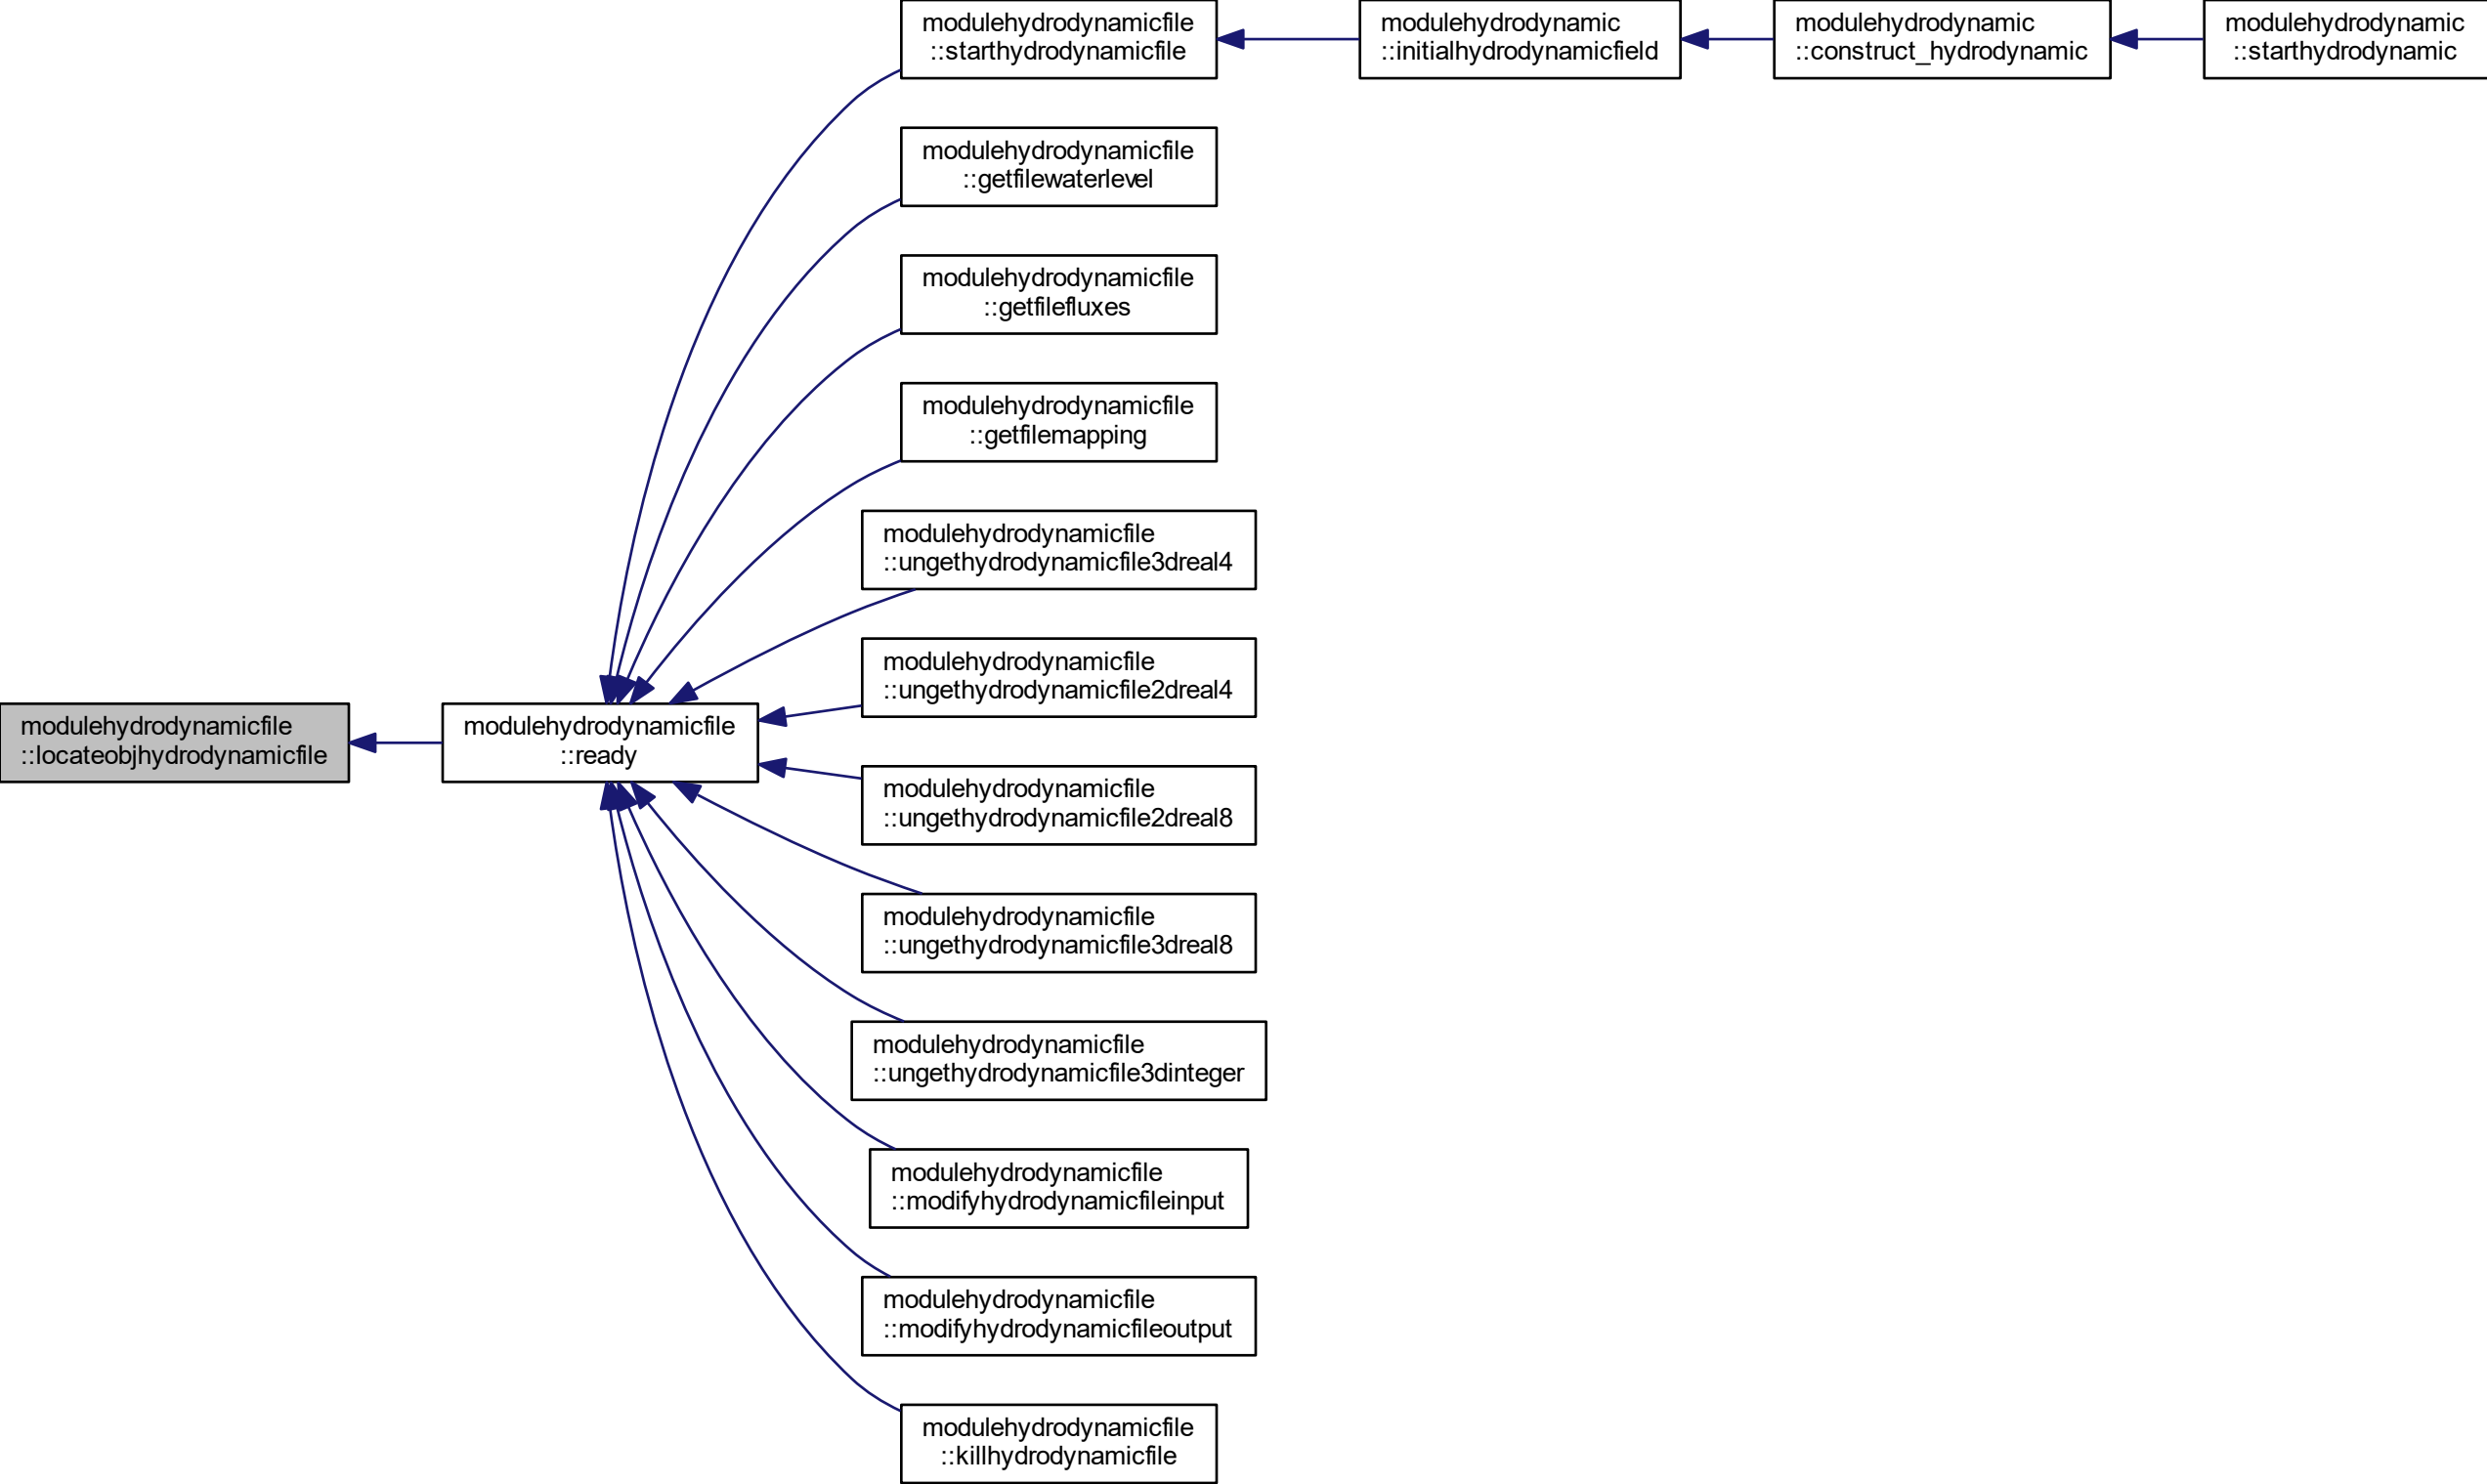 modulehydrodynamicfile
::starthydrodynamicfile
modulehydrodynamic
::initialhydrodynamicfield
modulehydrodynamic
::construct_hydrodynamic
modulehydrodynamic
::starthydrodynamic
modulehydrodynamicfile
::getfilewaterlevel
modulehydrodynamicfile
::getfilefluxes
modulehydrodynamicfile
::getfilemapping
modulehydrodynamicfile
::ungethydrodynamicfile3dreal4
modulehydrodynamicfile
::ungethydrodynamicfile2dreal4
modulehydrodynamicfile
::locateobjhydrodynamicfile
modulehydrodynamicfile
::ready
modulehydrodynamicfile
::ungethydrodynamicfile2dreal8
modulehydrodynamicfile
::ungethydrodynamicfile3dreal8
modulehydrodynamicfile
::ungethydrodynamicfile3dinteger
modulehydrodynamicfile
::modifyhydrodynamicfileinput
modulehydrodynamicfile
::modifyhydrodynamicfileoutput
modulehydrodynamicfile
::killhydrodynamicfile